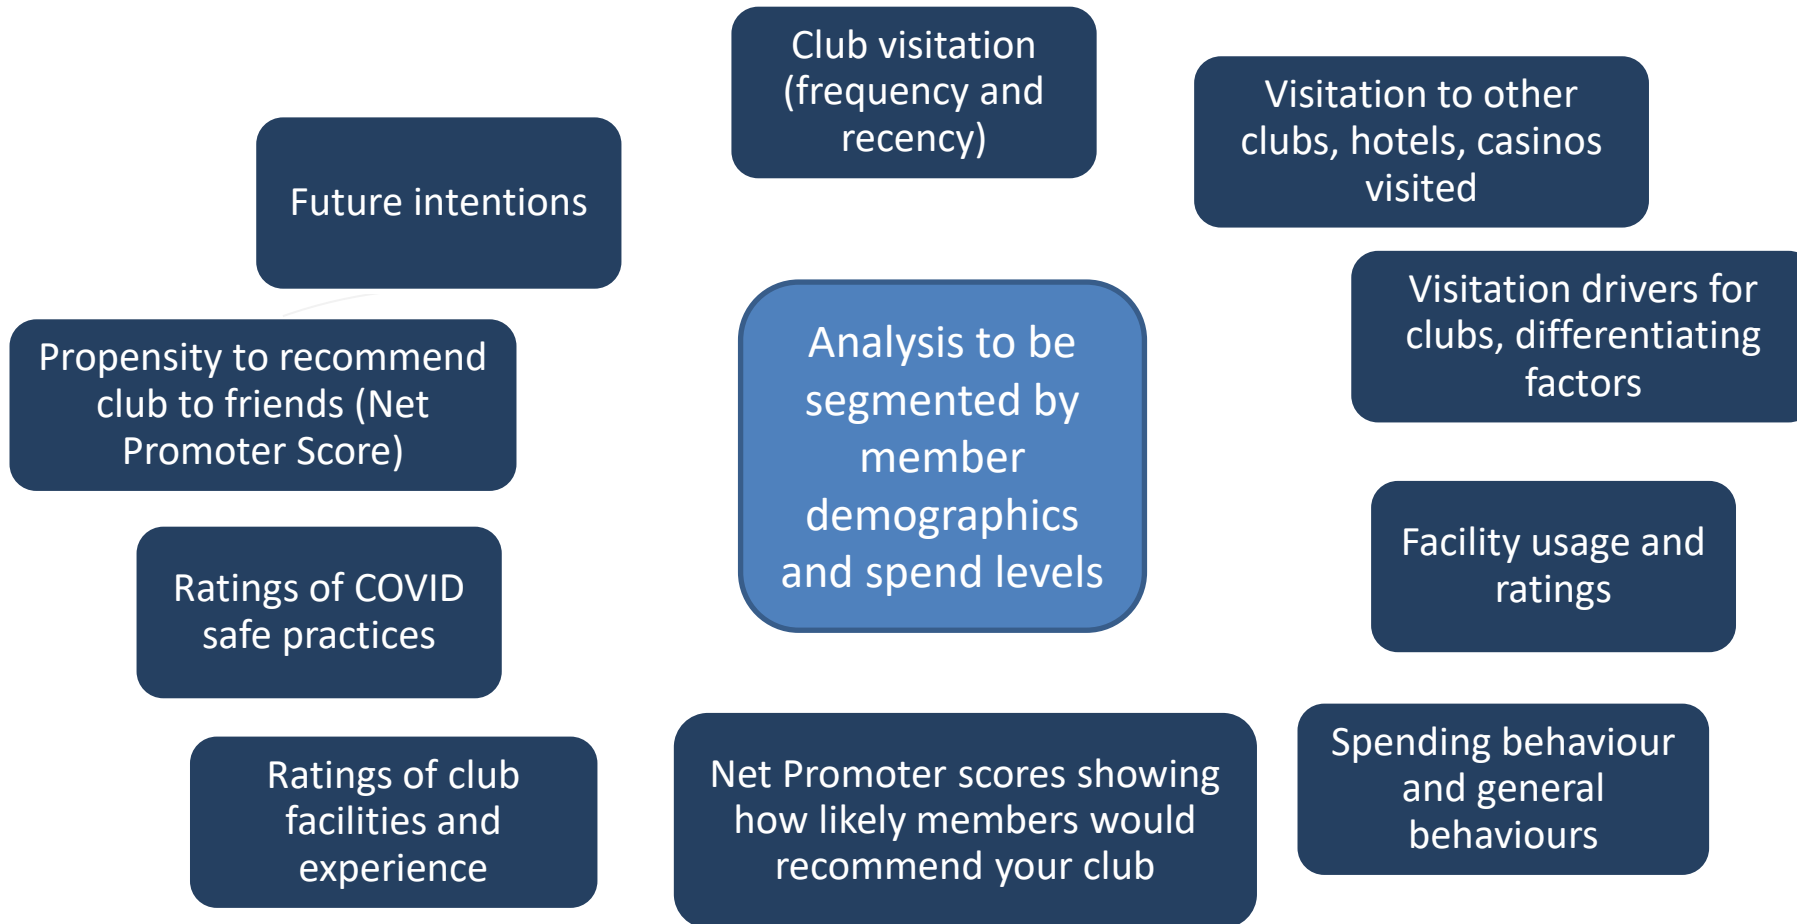 Club visitation
(frequency and
recency)
Visitation to other
clubs, hotels, casinos
visited
Visitation drivers for
clubs, differentiating
factors
Facility usage and
ratings
Spending behaviour
and general
behaviours
Net Promoter scores showing
how likely members would
recommend your club
Ratings of club
facilities and
experience
Ratings of COVID
safe practices
Propensity to recommend
club to friends (Net
Promoter Score)
Future intentions
Analysis to be
segmented by
member
demographics
and spend levels